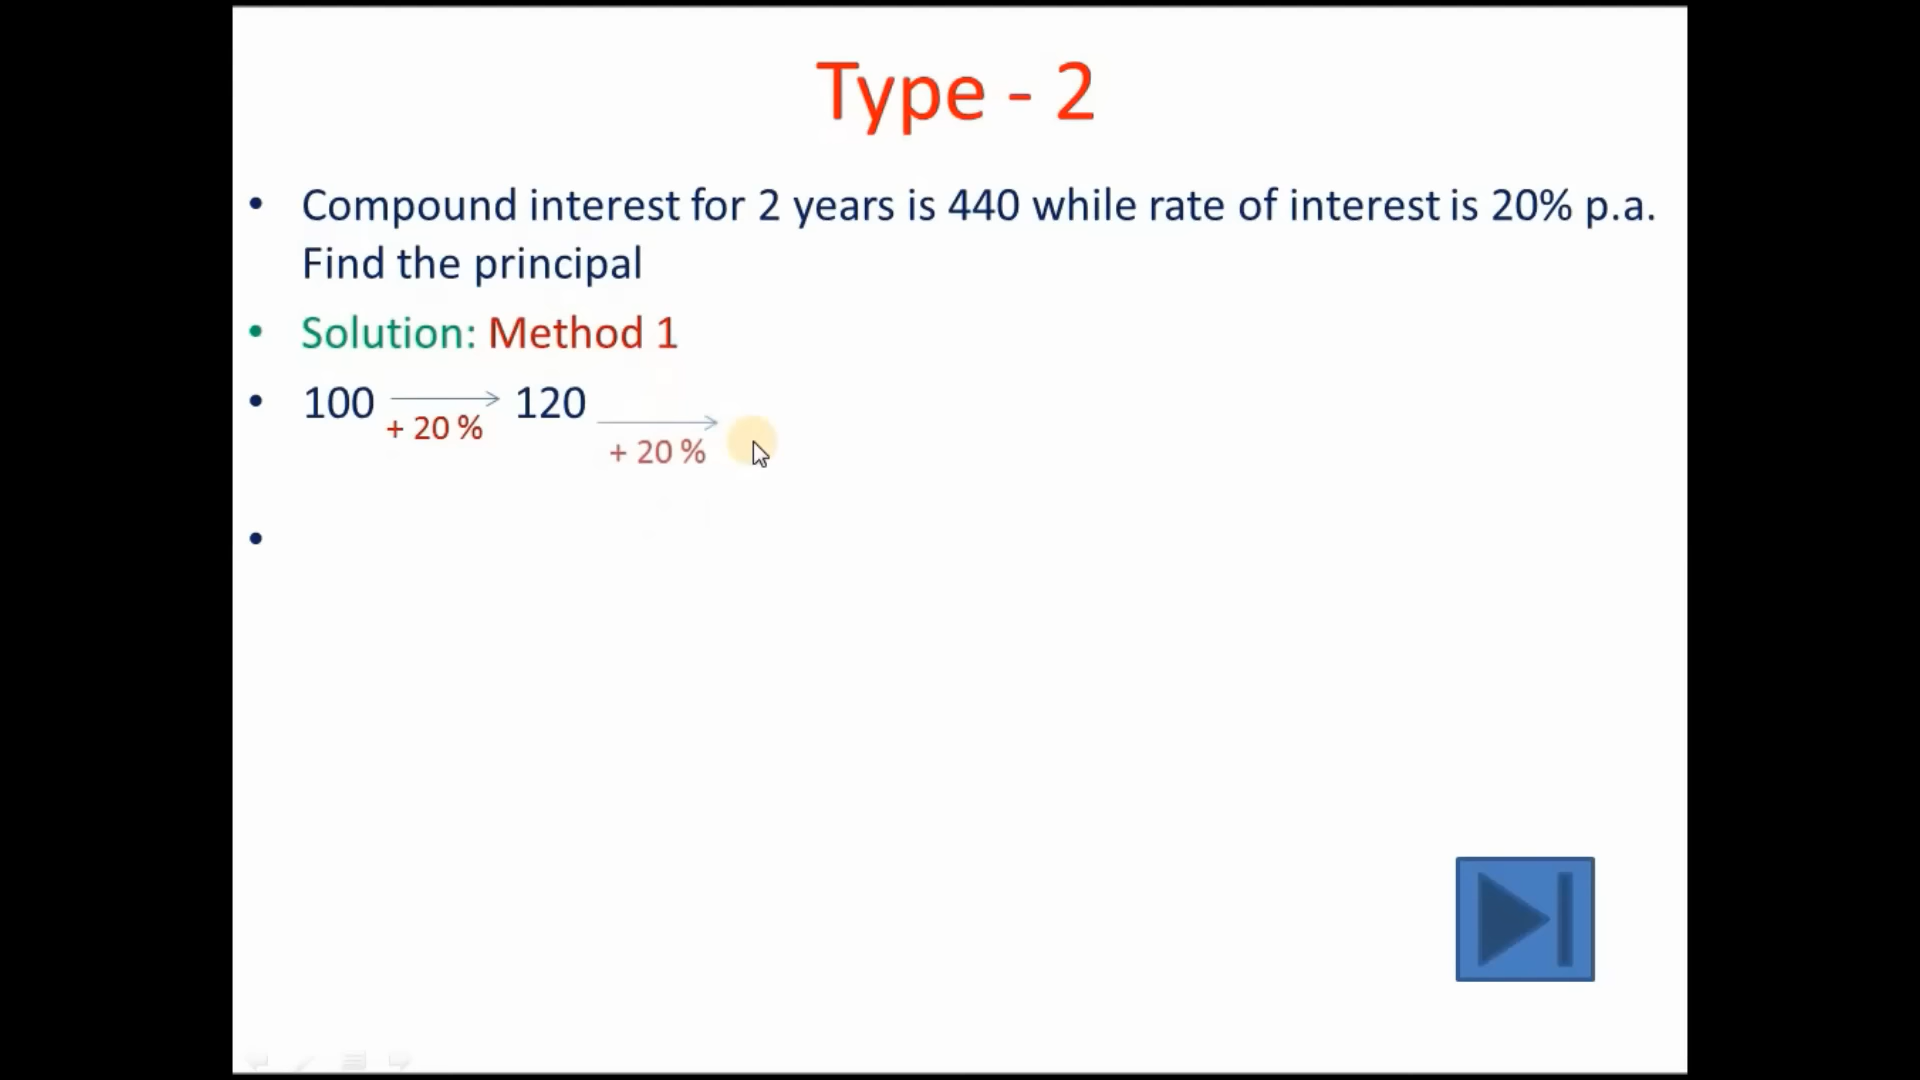 Type - 2
• Compound interest for 2 years is 440 while rate of interest is 20% p.a.
Find the principal
• Solution: Method 1
• 100 → 120 →
+ 20 % + 20 %
•